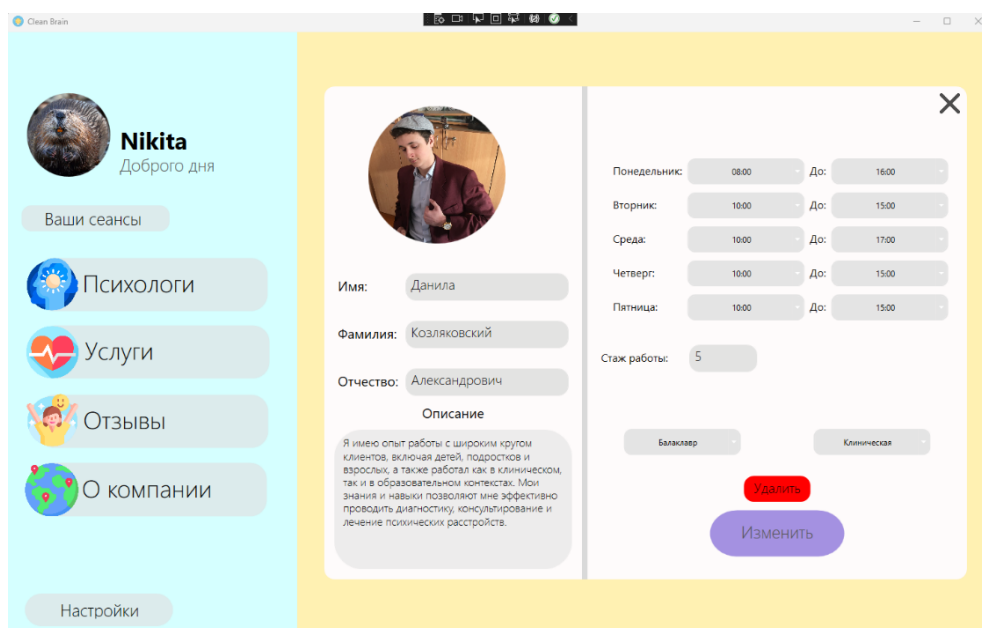 Clean Brain
Nikita
Доброго дня
Ваши сеансы
Психологи
Услуги
Отзывы
О компании
Настройки
Имя: Данила
Фамилия: Козляковский
Отчество: Александрович
Описание
Я имею опыт работы с широким кругом
клиентов, включая детей, подростков и
взрослых, а также работал как в клиническом,
так и в образовательном контекстах. Мои
знания и навыки позволяют мне эффективно
проводить диагностику, консультирование и
лечение психических расстройств.
Понедельник: 08:00 До: 16:00
Вторник: 10:00 До: 15:00
Среда: 10:00 До: 17:00
Четверг: 10:00 До: 15:00
Пятница: 10:00 До: 15:00
Стаж работы: 5
Балаклавр Клиническая
Удалить
Изменить